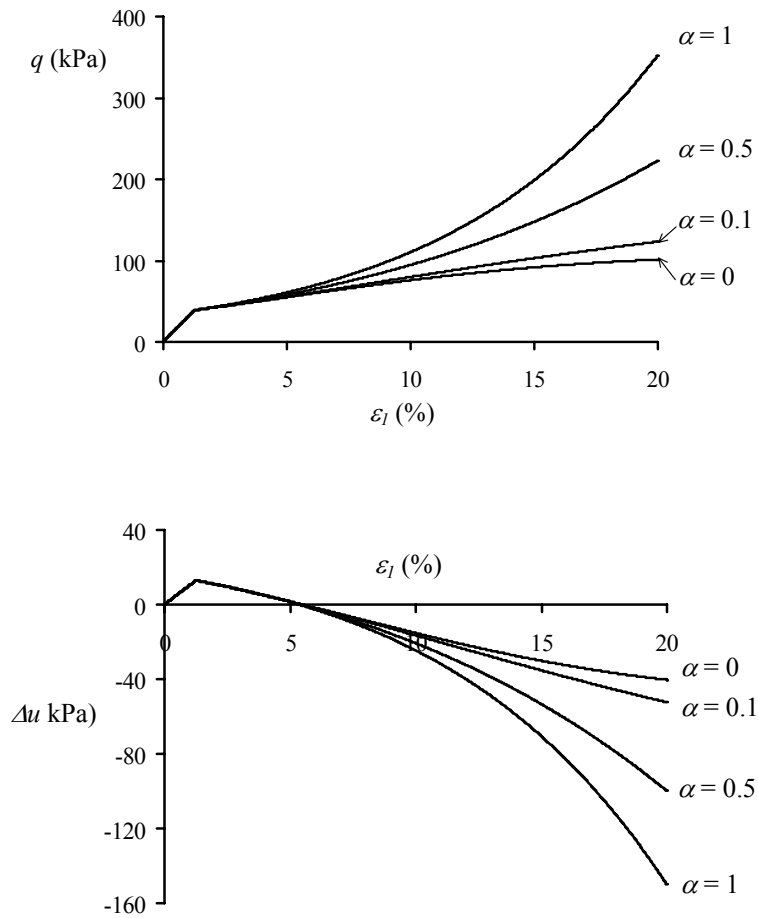 400
α = 1
q (kPa)
300
α = 0.5
200
α = 0.1
100
α = 0
0
0 5 10 15 20
ε1 (%)
40
ε1 (%)
0
0 5 10 15 20
α = 0
-40
α = 0.1
Δu kPa)
-80
α = 0.5
-120
α = 1
-160